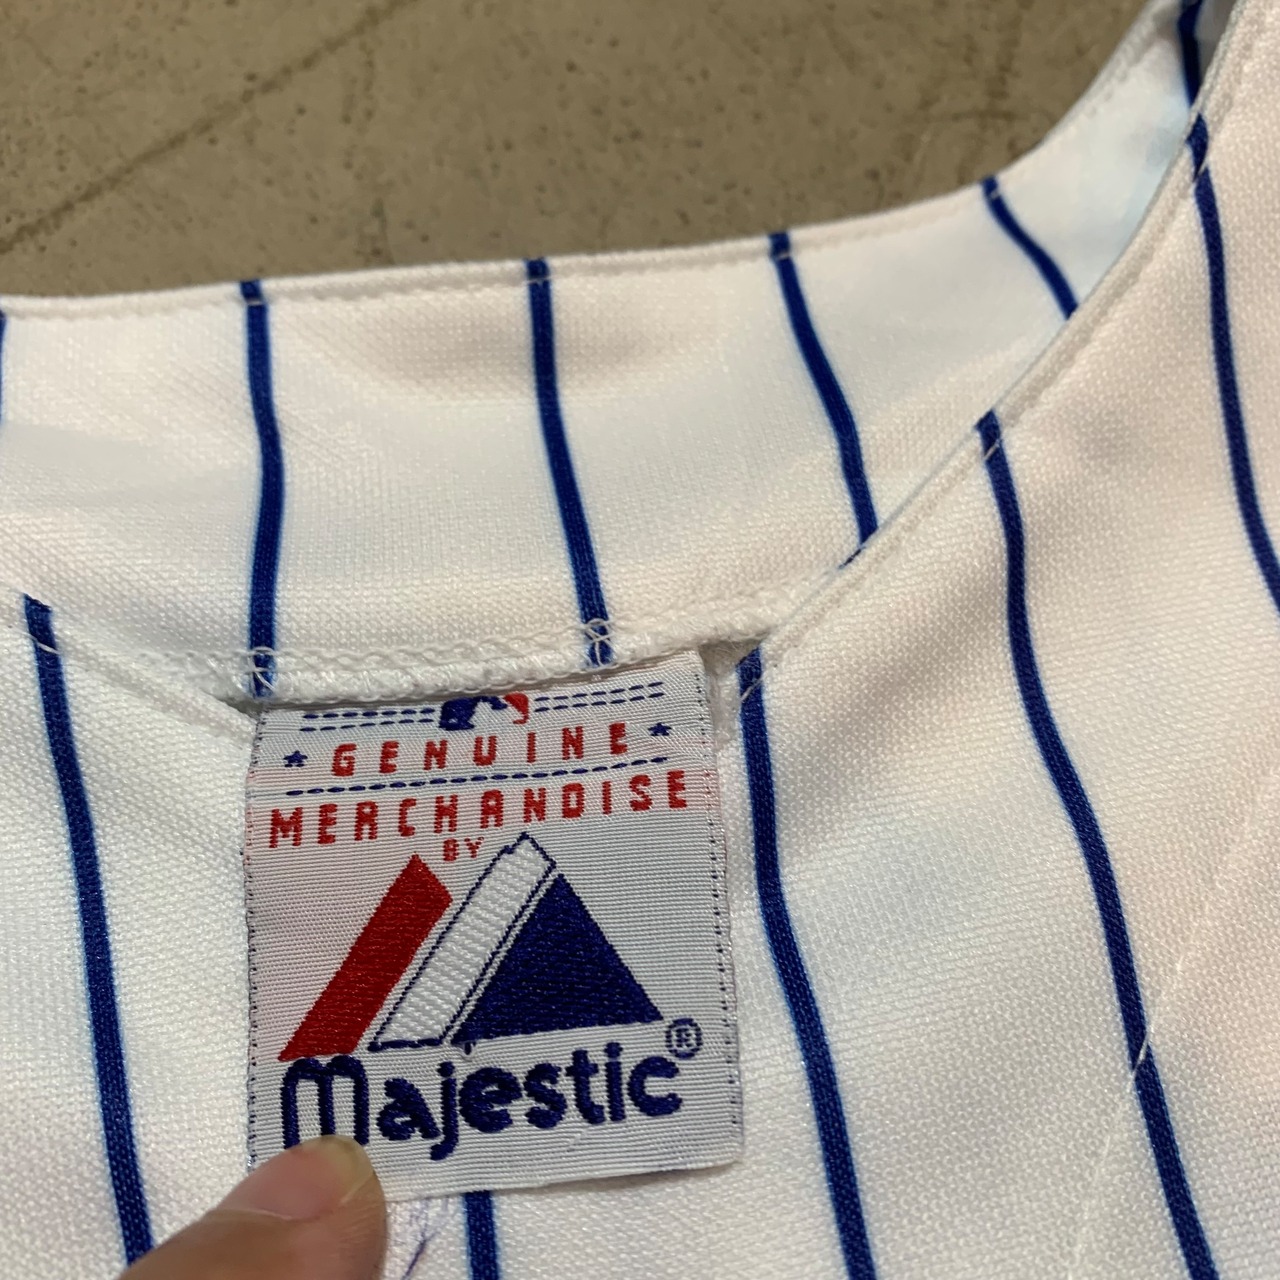 ★ GENUINE ★
MERCHANDISE
BY
majestic®